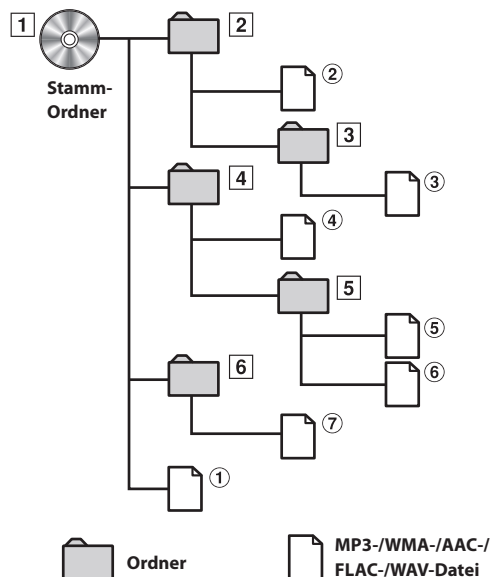 1
2
Stamm-
Ordner
②
3
③
4
④
5
⑤
⑥
6
⑦
①
Ordner
MP3-/WMA-/AAC-/
FLAC-/WAV-Datei